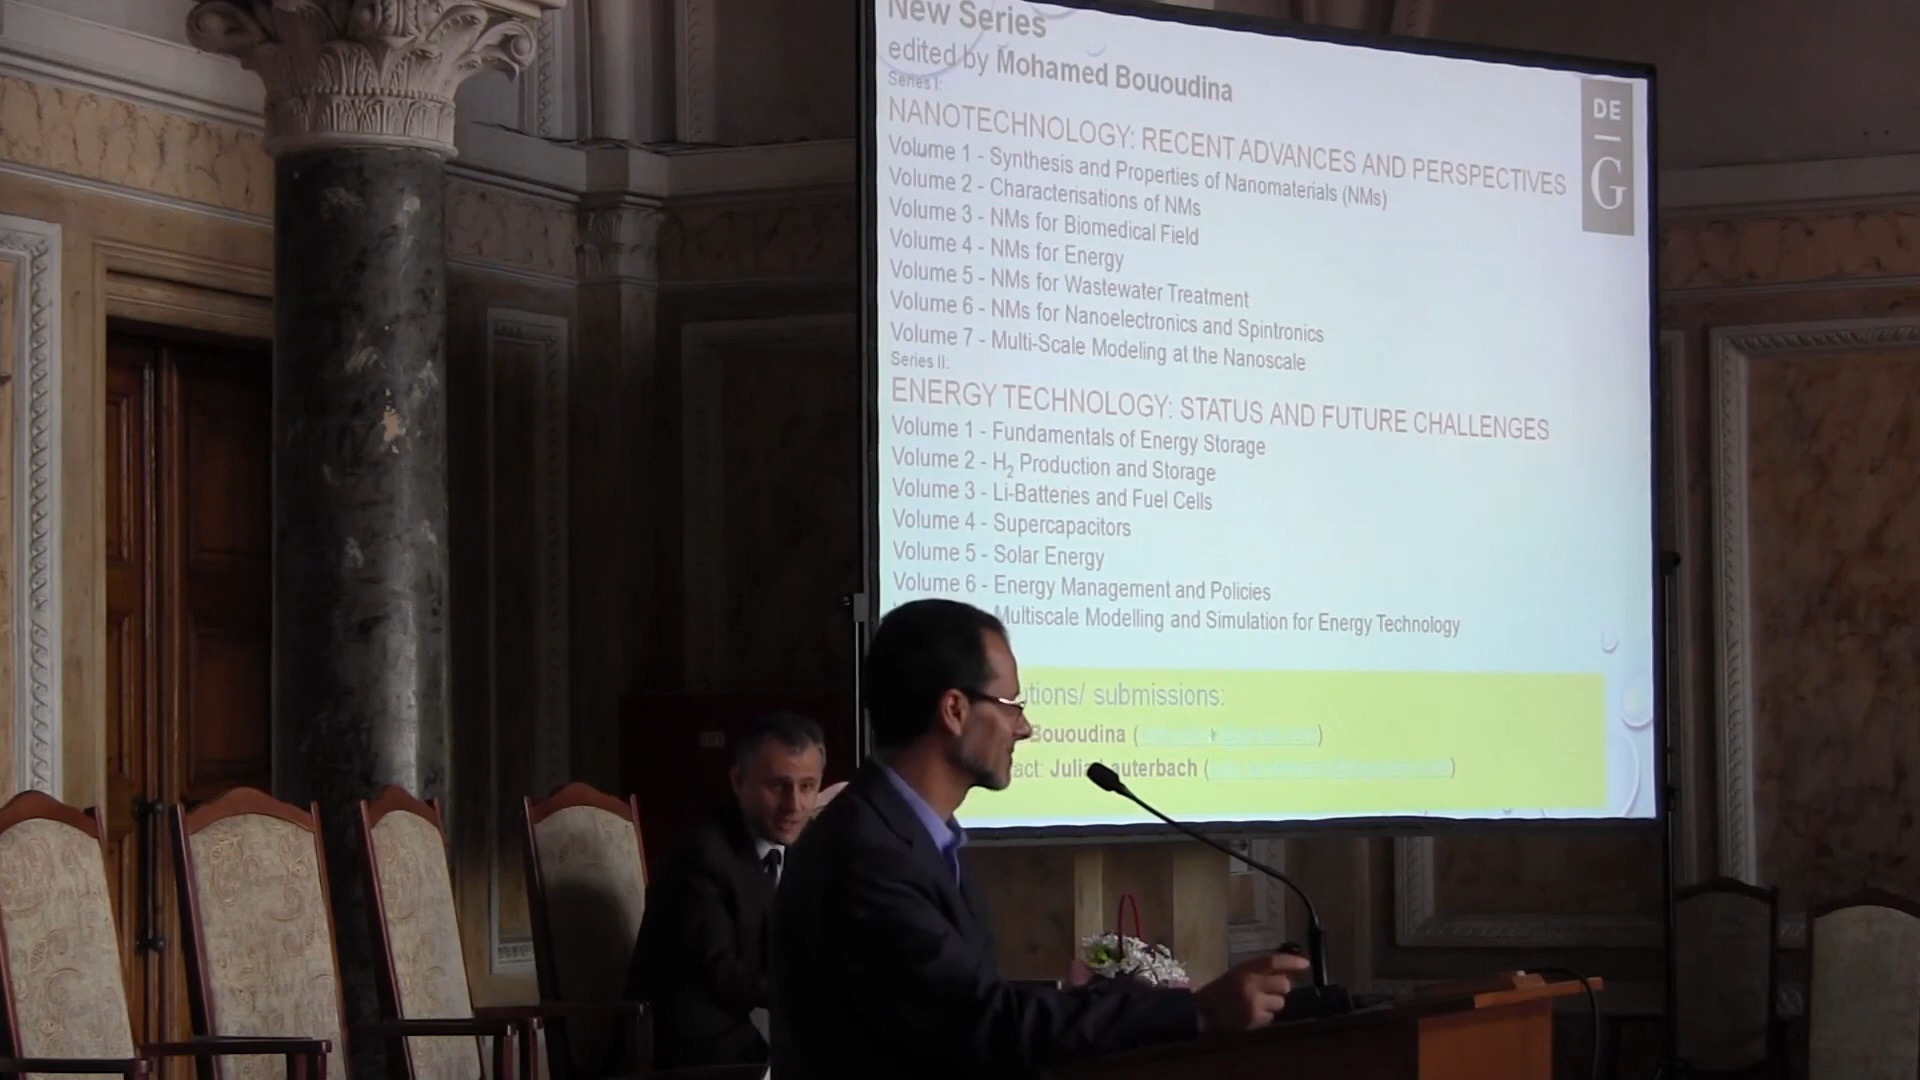 New Series
edited by Mohamed Bououdina
Series I:
NANOTECHNOLOGY: RECENT ADVANCES AND PERSPECTIVES
Volume 1 - Synthesis and Properties of Nanomaterials (NMs)
Volume 2 - Characterisations of NMs
Volume 3 - NMs for Biomedical Field
Volume 4 - NMs for Energy
Volume 5 - NMs for Wastewater Treatment
Volume 6 - NMs for Nanoelectronics and Spintronics
Volume 7 - Multi-Scale Modeling at the Nanoscale
Series II:
ENERGY TECHNOLOGY: STATUS AND FUTURE CHALLENGES
Volume 1 - Fundamentals of Energy Storage
Volume 2 - H₂ Production and Storage
Volume 3 - Li-Batteries and Fuel Cells
Volume 4 - Supercapacitors
Volume 5 - Solar Energy
Volume 6 - Energy Management and Policies
Multiscale Modelling and Simulation for Energy Technology
utions/ submissions:
Bououdina (
act: Julia Lauterbach (
DE
G